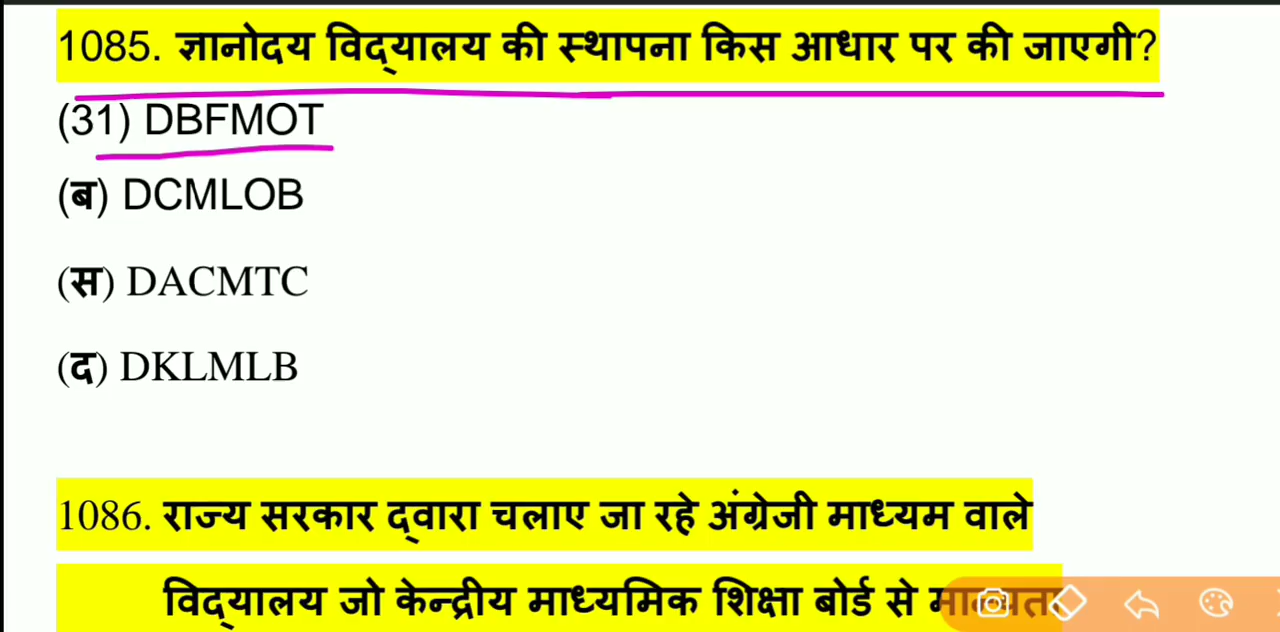 1085. ज्ञानोदय विद्यालय की स्थापना किस आधार पर की जाएगी?
(31) DBFMOT
(ब) DCMLOB
(स) DACMTC
(द) DKLMLB
1086. राज्य सरकार द्वारा चलाए जा रहे अंग्रेजी माध्यम वाले
विद्यालय जो केन्द्रीय माध्यमिक शिक्षा बोर्ड से